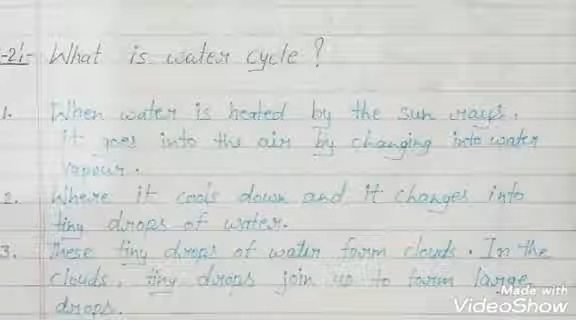 -2:- What is water cycle?
1. When water is heated by the sun rays.
it goes into the air by changing into water
vapour.
2. Where it cools down and it changes into
tiny drops of water.
3. These tiny drops of water form clouds. In the
clouds, tiny drops join up to form large
drops.
Made with
VideoShow